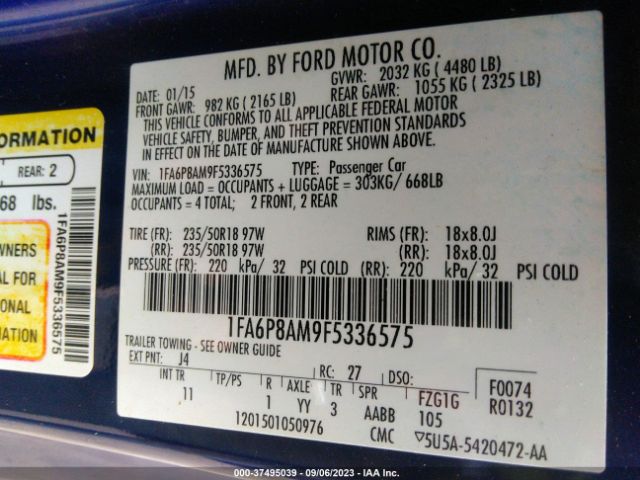 MFD. BY FORD MOTOR CO.
DATE: 01/15
GVWR: 2032 KG ( 4480 LB)
FRONT GAWR: 982 KG ( 2165 LB)
REAR GAWR: 1055 KG ( 2325 LB)
THIS VEHICLE CONFORMS TO ALL APPLICABLE FEDERAL MOTOR
VEHICLE SAFETY, BUMPER, AND THEFT PREVENTION STANDARDS
IN EFFECT ON THE DATE OF MANUFACTURE SHOWN ABOVE.
VIN: 1FA6P8AM9F5336575 TYPE: Passenger Car
MAXIMUM LOAD = OCCUPANTS + LUGGAGE = 303KG/ 668LB
OCCUPANTS = 4 TOTAL; 2 FRONT, 2 REAR
TIRE (FR): 235/50R18 97W RIMS (FR): 18x8.0J
(RR): 235/50R18 97W (RR): 18x8.0J
PRESSURE (FR): 220 kPa/ 32 PSI COLD (RR): 220 kPa/ 32 PSI COLD
1FA6P8AM9F5336575
TRAILER TOWING - SEE OWNER GUIDE
EXT PNT: J4 RC: 27 DSO: FZG1G F0074
INT TR TP/PS R AXLE TR SPR R0132
11 1 YY 3 AABB 105
1201501050976 CMC 5U5A-5420472-AA
FORMATION
REAR: 2
68 lbs.
WNERS
AL FOR
ONAL
MATION
1FA6P8AM9F5336575
000-37495039 | 09/06/2023 | IAA Inc.